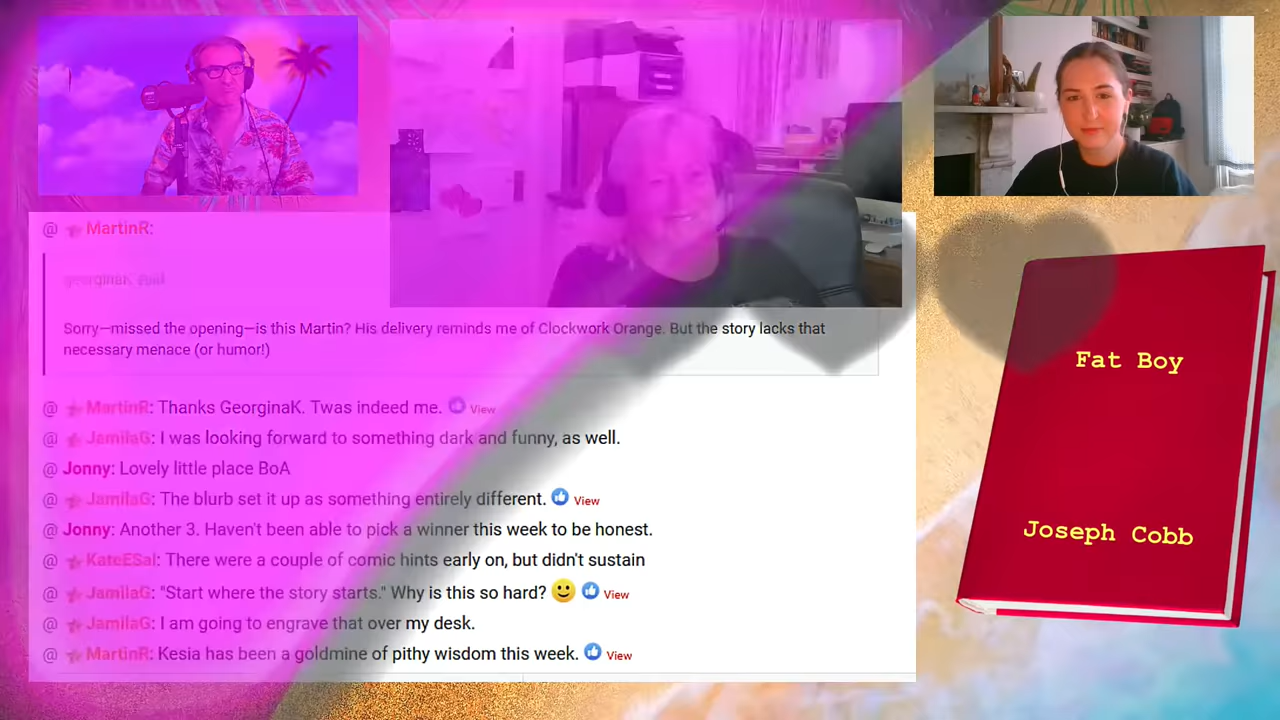 @ MartinR:
georginaK said
Sorry—missed the opening—is this Martin? His delivery reminds me of Clockwork Orange. But the story lacks that
necessary menace (or humor!)
@ MartinR: Thanks GeorginaK. Twas indeed me. View
@ JamilaG: I was looking forward to something dark and funny, as well.
@ Jonny: Lovely little place BoA
@ JamilaG: The blurb set it up as something entirely different. View
@ Jonny: Another 3. Haven't been able to pick a winner this week to be honest.
@ KateESal: There were a couple of comic hints early on, but didn't sustain
@ JamilaG: "Start where the story starts." Why is this so hard? 🙂 View
@ JamilaG: I am going to engrave that over my desk.
@ MartinR: Kesia has been a goldmine of pithy wisdom this week. View
Fat Boy
Joseph Cobb